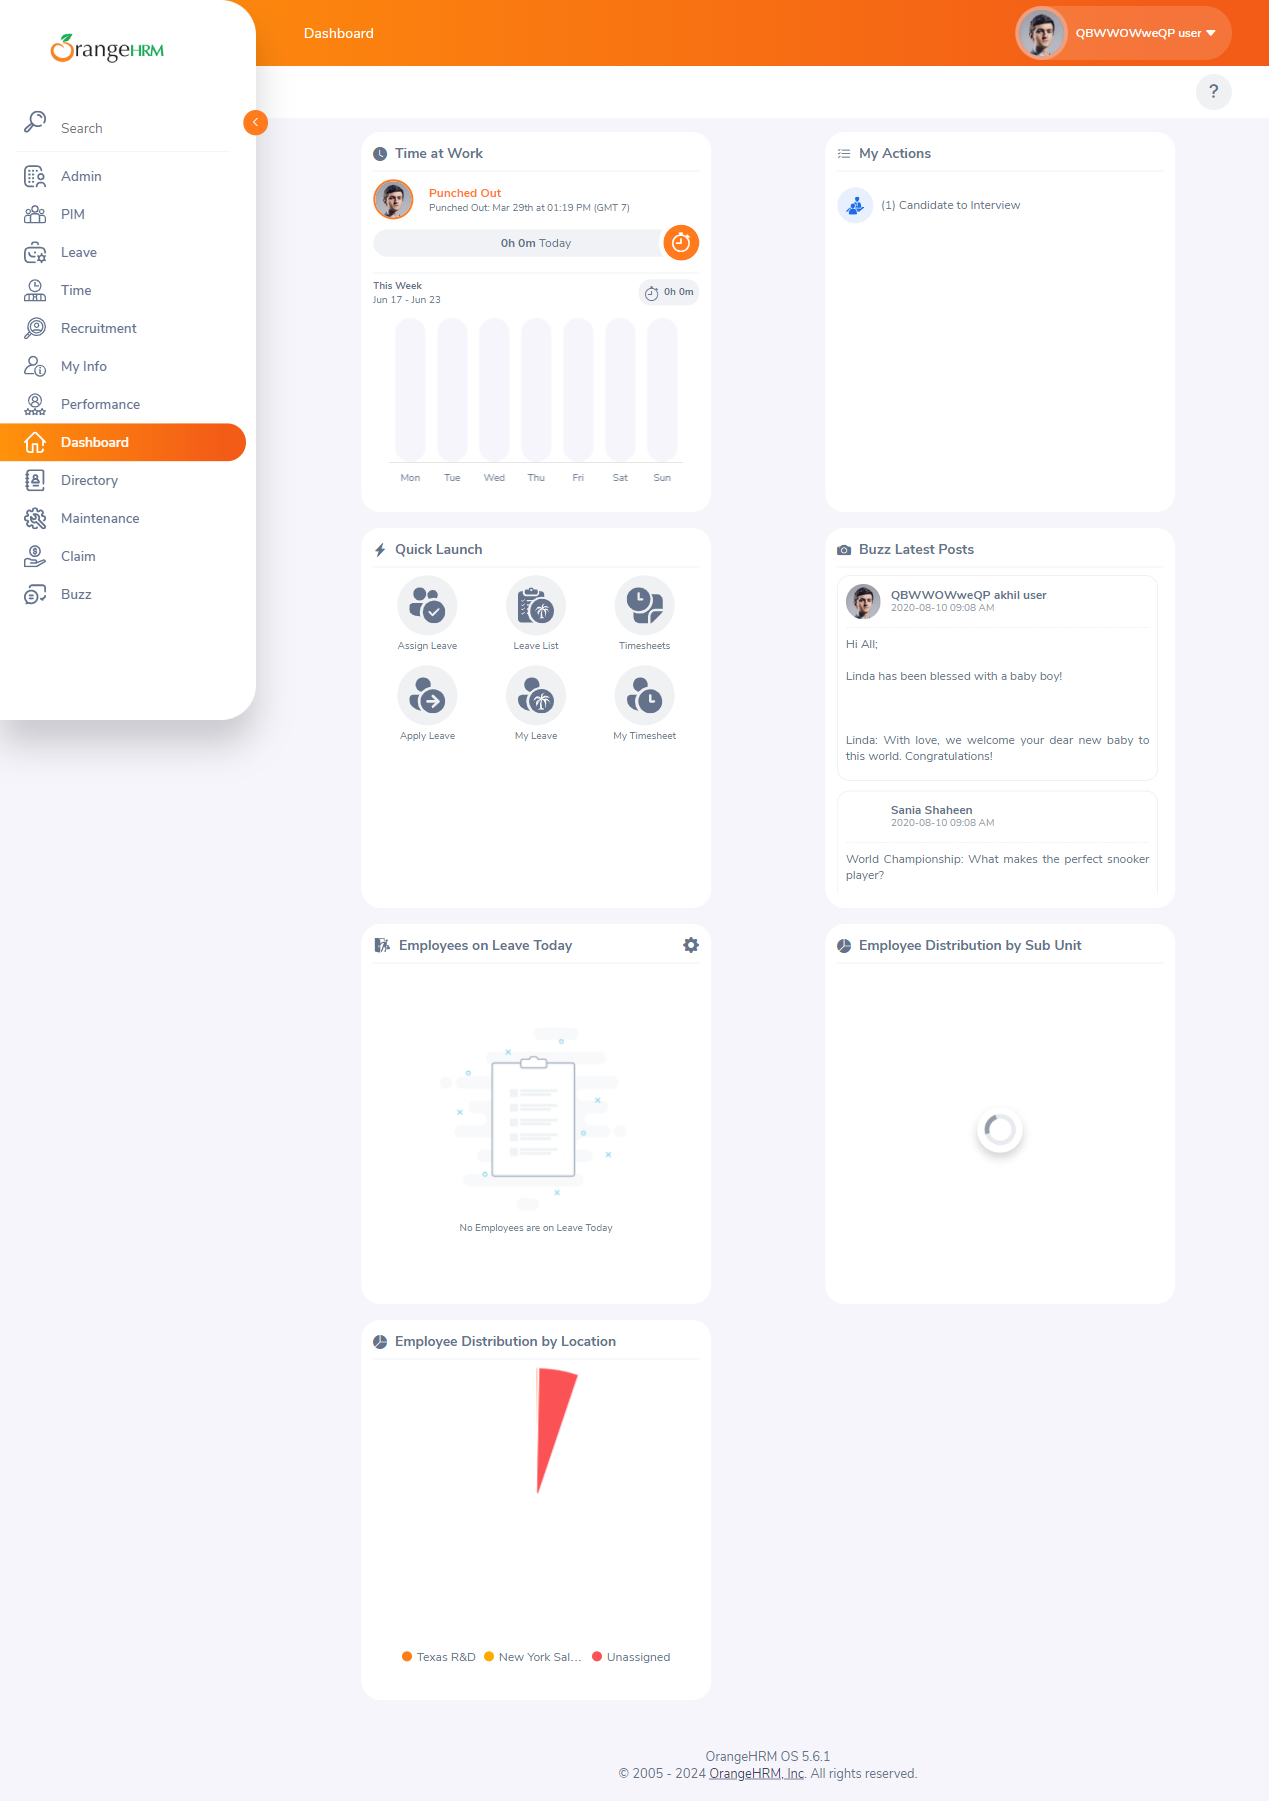 OrangeHRM
Search
Admin
PIM
Leave
Time
Recruitment
My Info
Performance
Dashboard
Directory
Maintenance
Claim
Buzz
Dashboard
QBWWOWweQP user
?
Time at Work
Punched Out
Punched Out: Mar 29th at 01:19 PM (GMT 7)
0h 0m Today
This Week
Jun 17 - Jun 23
0h 0m
Mon Tue Wed Thu Fri Sat Sun
My Actions
(1) Candidate to Interview
Quick Launch
Assign Leave
Leave List
Timesheets
Apply Leave
My Leave
My Timesheet
Buzz Latest Posts
QBWWOWweQP akhil user
2020-08-10 09:08 AM
Hi All;
Linda has been blessed with a baby boy!
Linda: With love, we welcome your dear new baby to
this world. Congratulations!
Sania Shaheen
2020-08-10 09:08 AM
World Championship: What makes the perfect snooker
player?
Employees on Leave Today
No Employees are on Leave Today
Employee Distribution by Sub Unit
Employee Distribution by Location
Texas R&D New York Sal... Unassigned
OrangeHRM OS 5.6.1
© 2005 - 2024 OrangeHRM, Inc. All rights reserved.